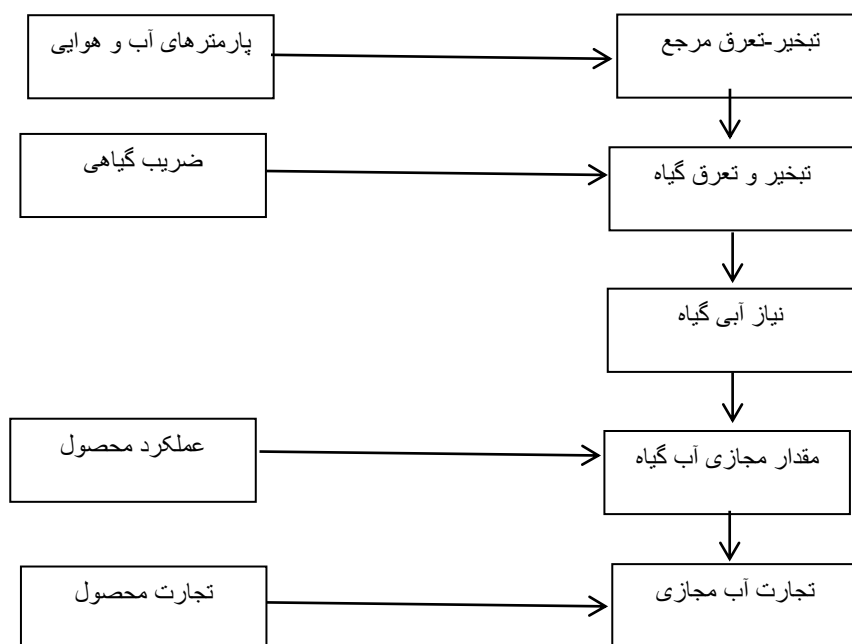 تبخیر-تعرق مرجع
پارمترهای آب و هوایی
تبخیر و تعرق گیاه
ضریب گیاهی
نیاز آبی گیاه
مقدار مجازی آب گیاه
عملکرد محصول
تجارت آب مجازی
تجارت محصول